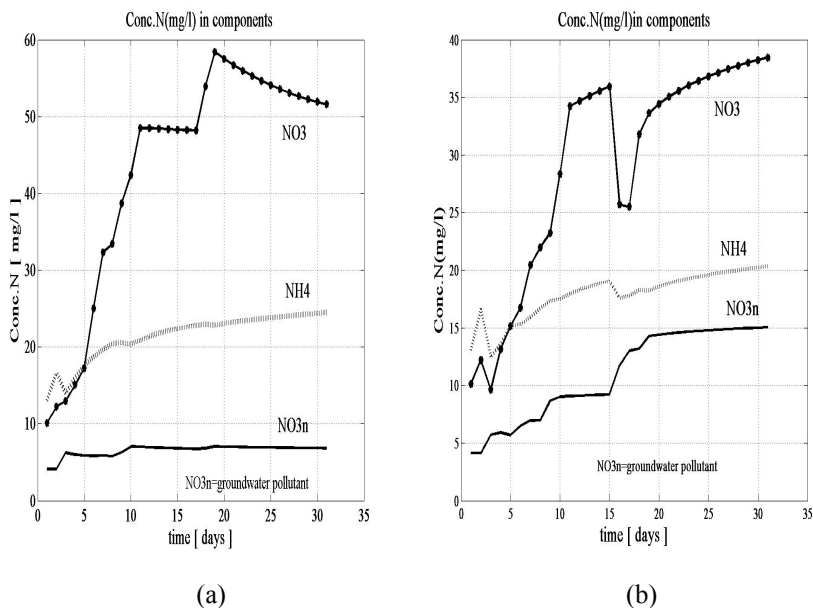 Conc.N(mg/l) in components
60
50
40
30
20
10
0
Conc.N [ mg/l ]
NO3
NH4
NO3n
NO3n=groundwater pollutant
0 5 10 15 20 25 30 35
time [ days ]
(a)
Conc.N(mg/l)in components
40
35
30
25
20
15
10
5
0
Conc.N(mg/l)
NO3
NH4
NO3n
NO3n=groundwater pollutant
0 5 10 15 20 25 30 35
time [ days ]
(b)